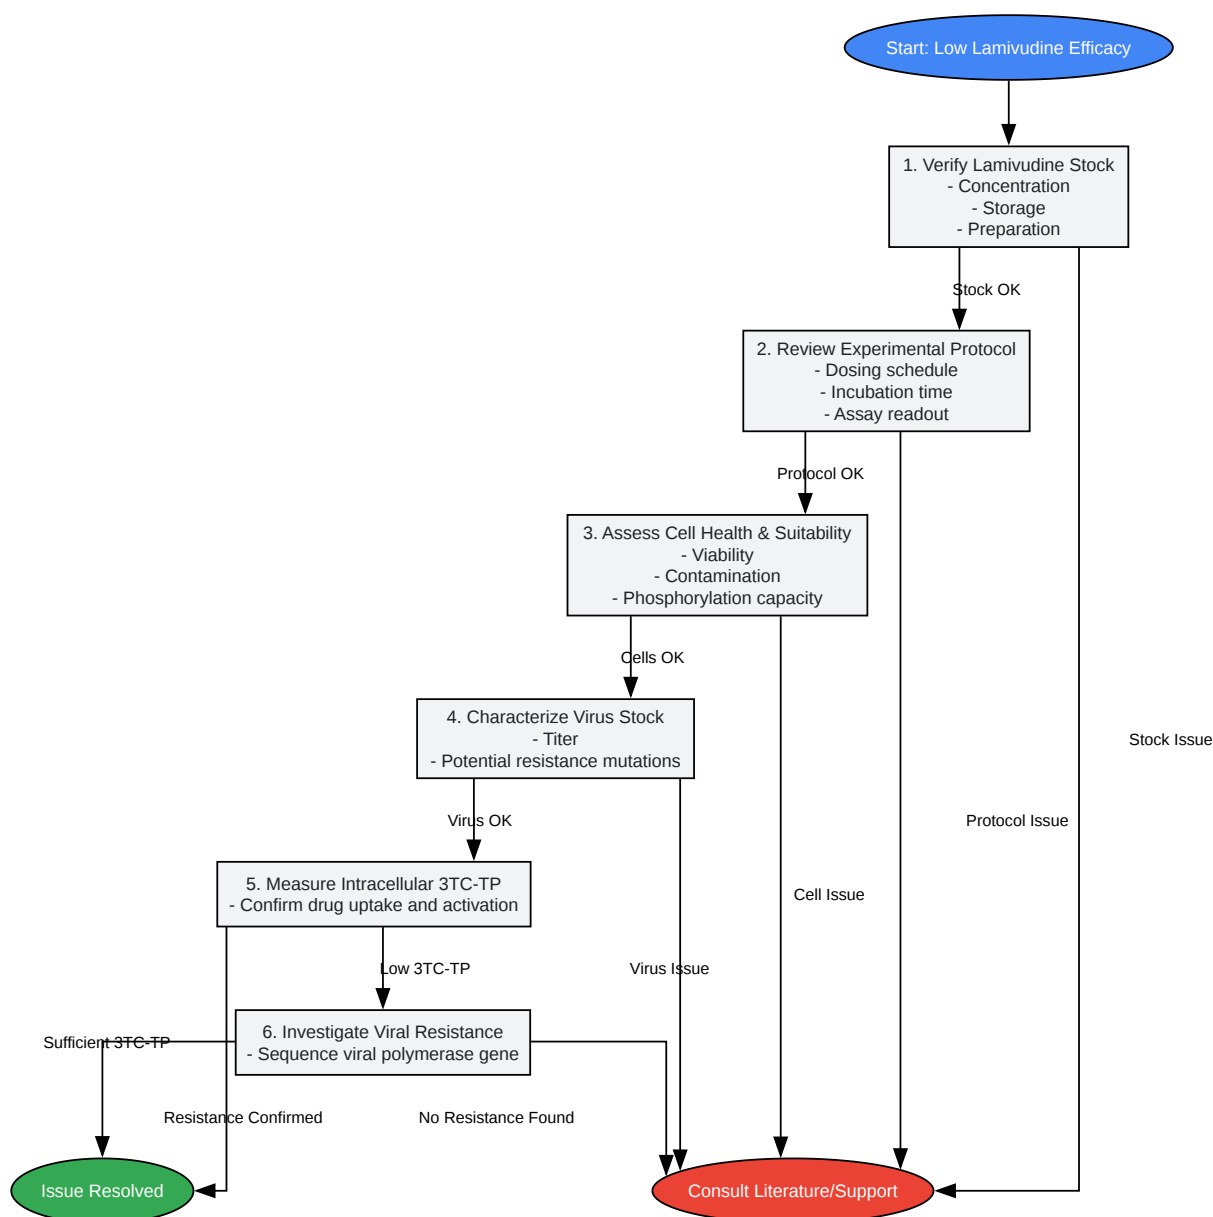 Start: Low Lamivudine Efficacy
1. Verify Lamivudine Stock
- Concentration
- Storage
- Preparation
Stock OK
2. Review Experimental Protocol
- Dosing schedule
- Incubation time
- Assay readout
Protocol OK
3. Assess Cell Health & Suitability
- Viability
- Contamination
- Phosphorylation capacity
Cells OK
4. Characterize Virus Stock
- Titer
- Potential resistance mutations
Stock Issue
Virus OK
Protocol Issue
5. Measure Intracellular 3TC-TP
- Confirm drug uptake and activation
Cell Issue
Low 3TC-TP
Virus Issue
6. Investigate Viral Resistance
- Sequence viral polymerase gene
Sufficient 3TC-TP
Resistance Confirmed
No Resistance Found
Issue Resolved
Consult Literature/Support